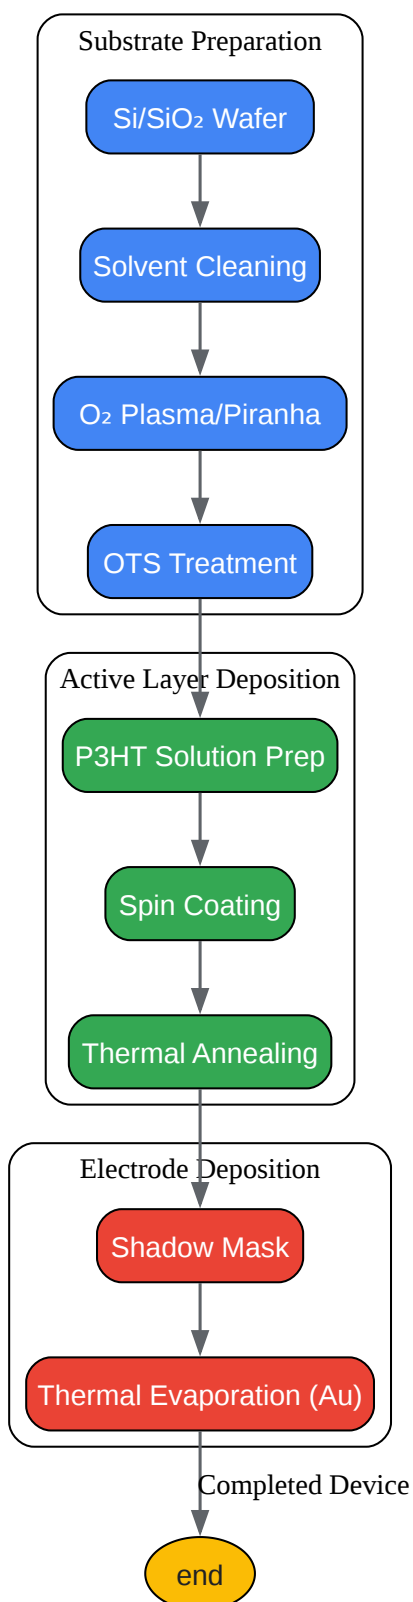 Substrate Preparation
Si/SiO₂ Wafer
Solvent Cleaning
O₂ Plasma/Piranha
OTS Treatment
Active Layer Deposition
P3HT Solution Prep
Spin Coating
Thermal Annealing
Electrode Deposition
Shadow Mask
Thermal Evaporation (Au)
Completed Device
end